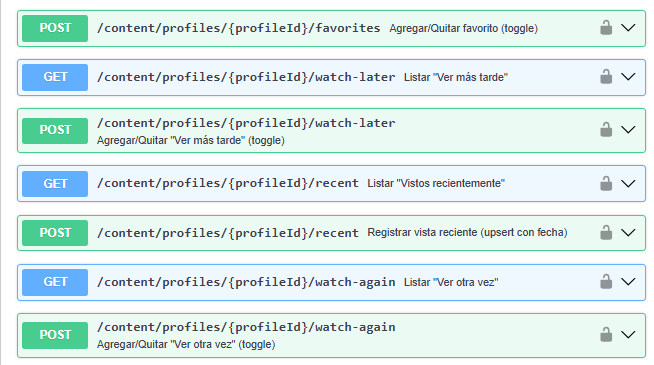 POST /content/profiles/{profileId}/favorites Agregar/Quitar favorito (toggle)
GET /content/profiles/{profileId}/watch-later Listar "Ver más tarde"
POST /content/profiles/{profileId}/watch-later
Agregar/Quitar "Ver más tarde" (toggle)
GET /content/profiles/{profileId}/recent Listar "Vistos recientemente"
POST /content/profiles/{profileId}/recent Registrar vista reciente (upsert con fecha)
GET /content/profiles/{profileId}/watch-again Listar "Ver otra vez"
POST /content/profiles/{profileId}/watch-again
Agregar/Quitar "Ver otra vez" (toggle)